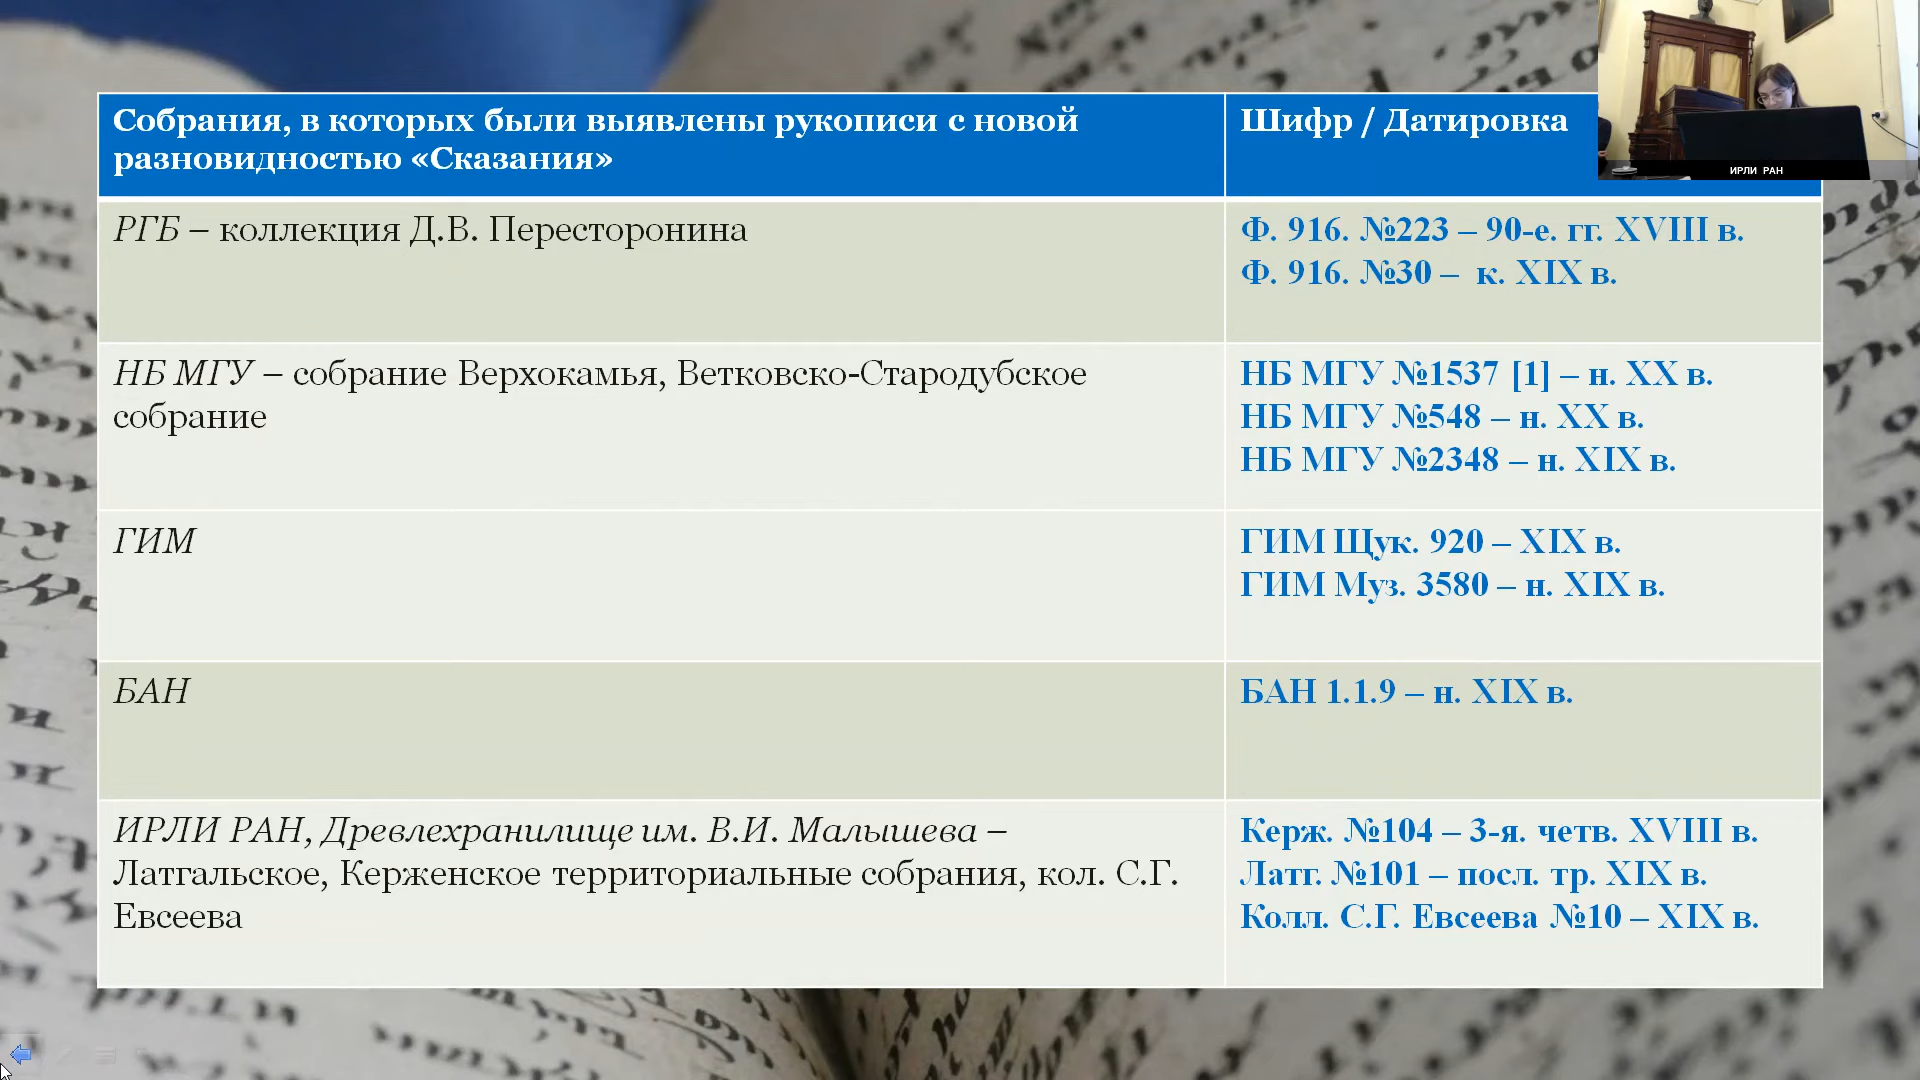 Собрания, в которых были выявлены рукописи с новой
разновидностью «Сказания»
Шифр / Датировка
ИРЛИ РАН
РГБ – коллекция Д.В. Пересторонина
Ф. 916. №223 – 90-е. гг. XVIII в.
Ф. 916. №30 – к. XIX в.
НБ МГУ – собрание Верхокамья, Ветковско-Стародубское
собрание
НБ МГУ №1537 [1] – н. XX в.
НБ МГУ №548 – н. XX в.
НБ МГУ №2348 – н. XIX в.
ГИМ
ГИМ Щук. 920 – XIX в.
ГИМ Муз. 3580 – н. XIX в.
БАН
БАН 1.1.9 – н. XIX в.
ИРЛИ РАН, Древлехранилище им. В.И. Малышева –
Латгальское, Керженское территориальные собрания, кол. С.Г.
Евсеева
Керж. №104 – 3-я. четв. XVIII в.
Латг. №101 – посл. тр. XIX в.
Колл. С.Г. Евсеева №10 – XIX в.